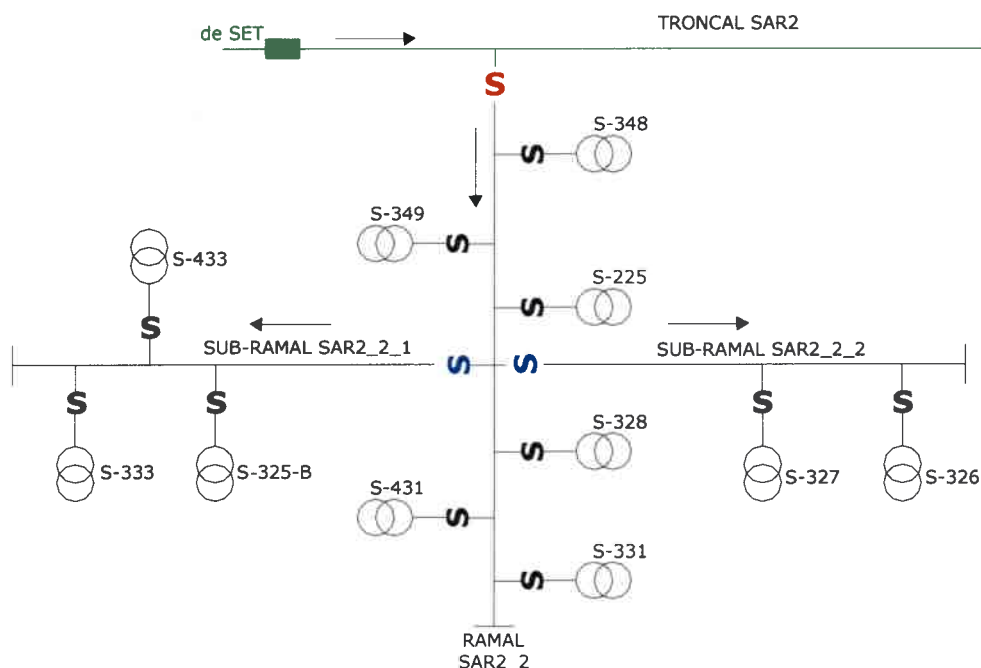 TRONCAL SAR2
de SET
S
S-348
S
S-349
S
S-433
S-225
S
S
SUB-RAMAL SAR2_2_1
SUB-RAMAL SAR2_2_2
S
S
S
S
S
S
S-328
S
S-333
S-325-B
S-327
S-326
S-431
S
S-331
S
RAMAL
SAR2_2